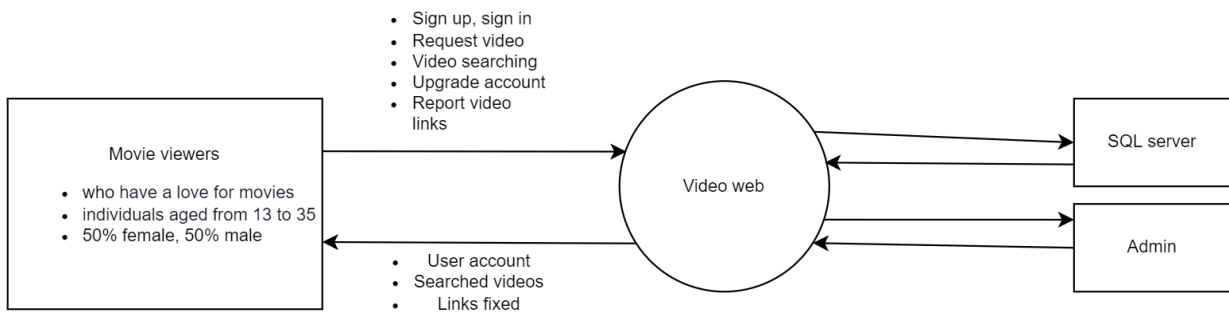 • Sign up, sign in
• Request video
• Video searching
• Upgrade account
• Report video
links
Movie viewers
• who have a love for movies
• individuals aged from 13 to 35
• 50% female, 50% male
Video web
SQL server
Admin
• User account
• Searched videos
• Links fixed